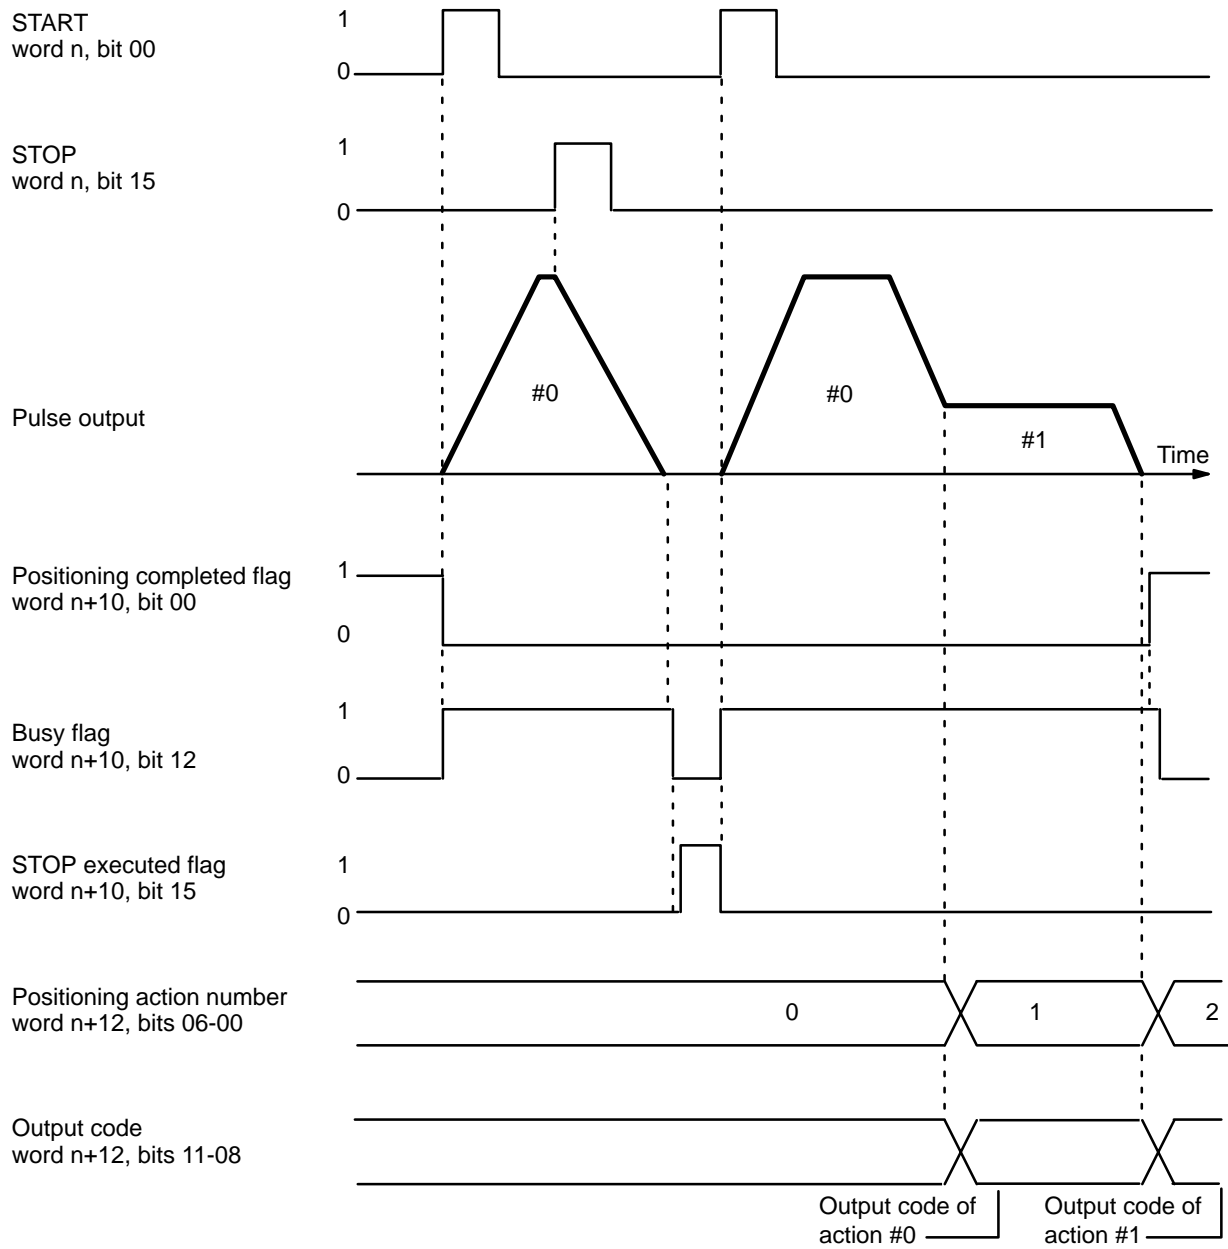 START
word n, bit 00
1
0
STOP
word n, bit 15
1
0
Pulse output
#0
#0
#1
Time
Positioning completed flag
word n+10, bit 00
1
0
Busy flag
word n+10, bit 12
1
0
STOP executed flag
word n+10, bit 15
1
0
Positioning action number
word n+12, bits 06-00
0
1
2
Output code
word n+12, bits 11-08
Output code of
action #0
Output code of
action #1